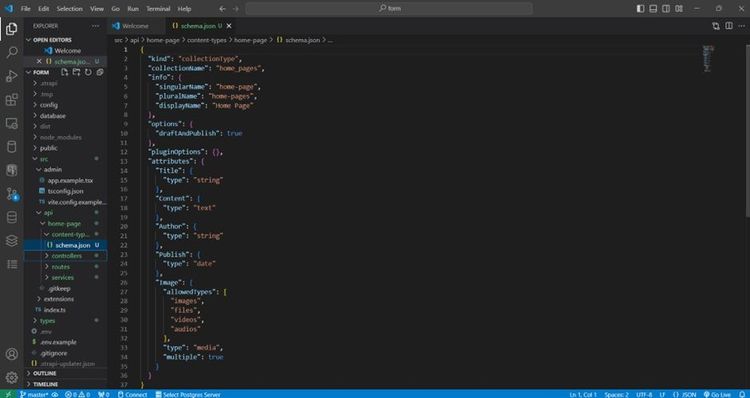 File Edit Selection View Go Run Terminal Help
form
EXPLORER
OPEN EDITORS
Welcome
schema.jso... U
FORM
.strapi
.tmp
config
database
dist
node_modules
public
src
admin
app.example.tsx
tsconfig.json
vite.config.example...
api
home-page
content-typ...
schema.json U
controllers
routes
services
.gitkeep
extensions
index.ts
types
.env
.env.example
.gitignore
.strapi-updater.json
OUTLINE
TIMELINE
Welcome
schema.json U
src > api > home-page > content-types > home-page > {} schema.json > ...
1 {
2 "kind": "collectionType",
3 "collectionName": "home_pages",
4 "info": {
5 "singularName": "home-page",
6 "pluralName": "home-pages",
7 "displayName": "Home Page"
8 },
9 "options": {
10 "draftAndPublish": true
11 },
12 "pluginOptions": {},
13 "attributes": {
14 "Title": {
15 "type": "string"
16 },
17 "Content": {
18 "type": "text"
19 },
20 "Author": {
21 "type": "string"
22 },
23 "Publish": {
24 "type": "date"
25 },
26 "Image": {
27 "allowedTypes": [
28 "images",
29 "files",
30 "videos",
31 "audios"
32 ],
33 "type": "media",
34 "multiple": true
35 }
36 }
37 }
master* 0 0 0 Connect Select Postgres Server Ln 1, Col 1 Spaces: 2 UTF-8 LF {} JSON Go Live